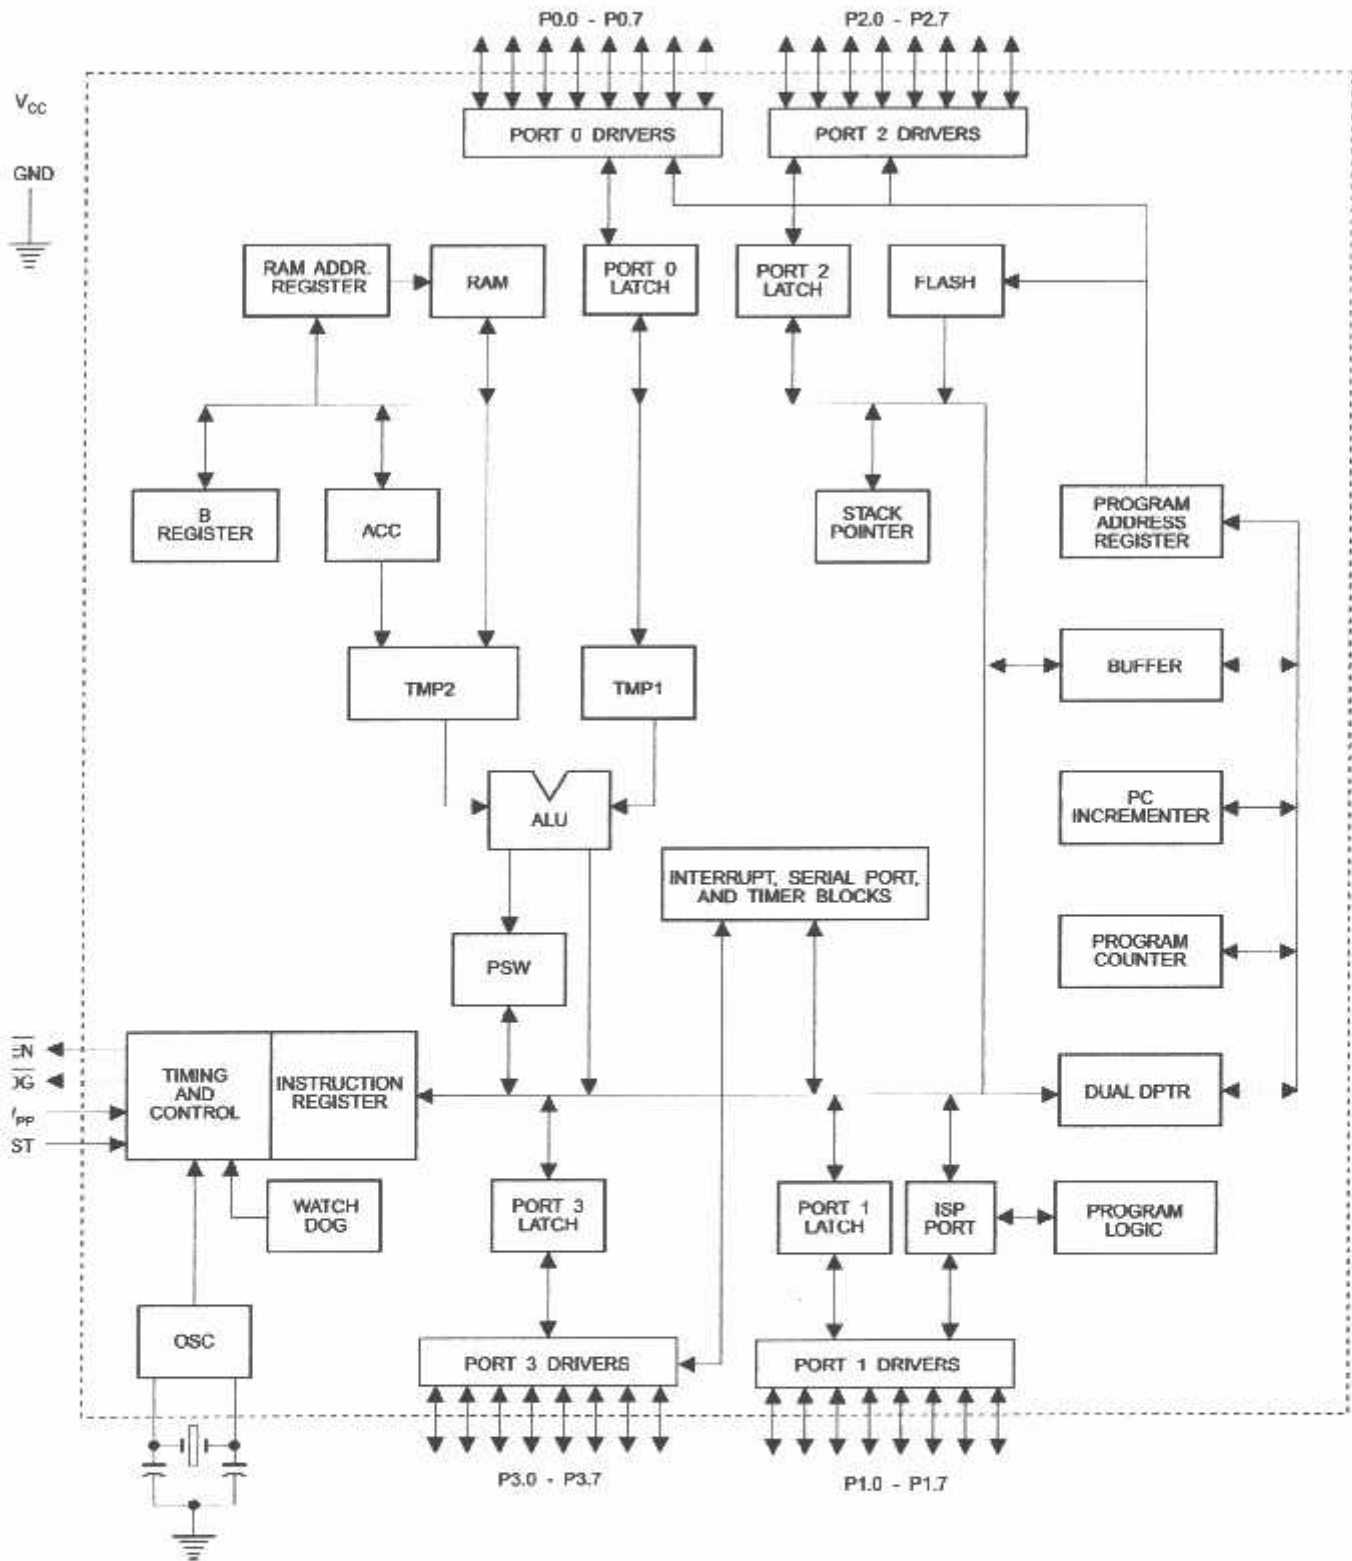 P0.0 - P0.7
P2.0 - P2.7
VCC
PORT 0 DRIVERS
PORT 2 DRIVERS
GND
RAM ADDR.
REGISTER
RAM
PORT 0
LATCH
PORT 2
LATCH
FLASH
B
REGISTER
ACC
STACK
POINTER
PROGRAM
ADDRESS
REGISTER
BUFFER
TMP2
TMP1
ALU
PC
INCREMENTER
INTERRUPT, SERIAL PORT,
AND TIMER BLOCKS
PSW
PROGRAM
COUNTER
EN
OG
VPP
ST
TIMING
AND
CONTROL
INSTRUCTION
REGISTER
DUAL DPTR
WATCH
DOG
PORT 3
LATCH
PORT 1
LATCH
ISP
PORT
PROGRAM
LOGIC
OSC
PORT 3 DRIVERS
PORT 1 DRIVERS
P3.0 - P3.7
P1.0 - P1.7